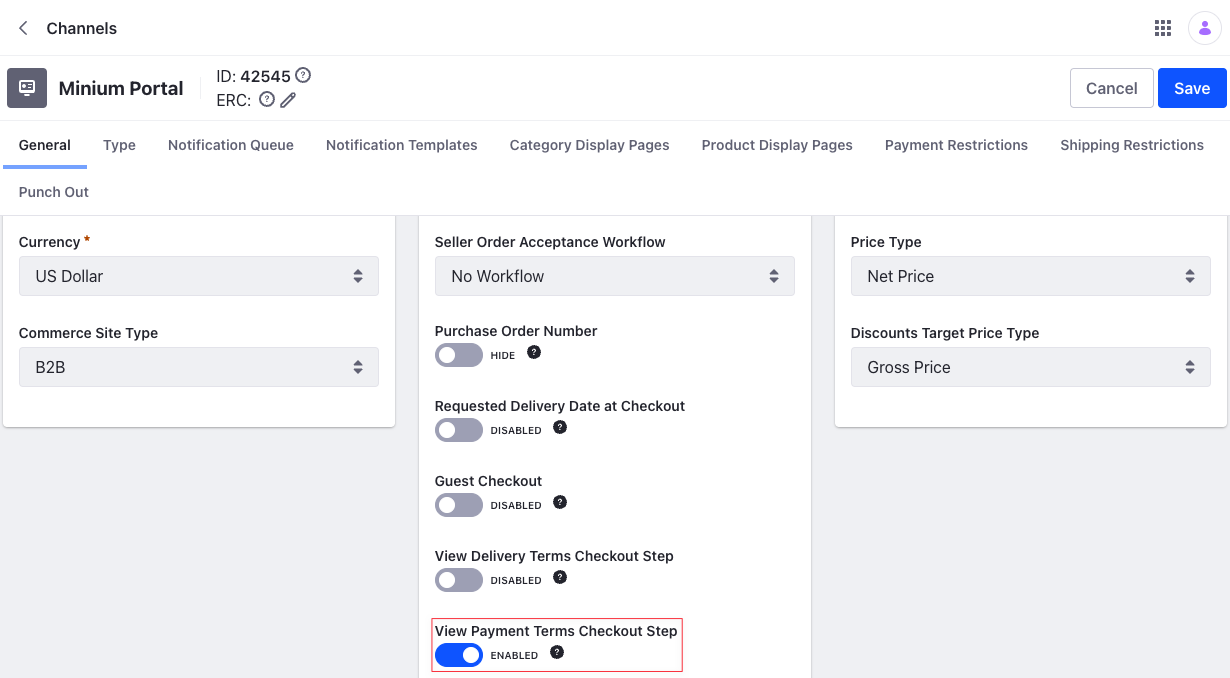 Channels
Minium Portal
ID: 42545 ?
ERC: ?
Cancel
Save
General
Type
Notification Queue
Notification Templates
Category Display Pages
Product Display Pages
Payment Restrictions
Shipping Restrictions
Punch Out
Currency *
US Dollar
Commerce Site Type
B2B
Seller Order Acceptance Workflow
No Workflow
Purchase Order Number
HIDE ?
Requested Delivery Date at Checkout
DISABLED ?
Guest Checkout
DISABLED ?
View Delivery Terms Checkout Step
DISABLED ?
View Payment Terms Checkout Step
ENABLED ?
Price Type
Net Price
Discounts Target Price Type
Gross Price